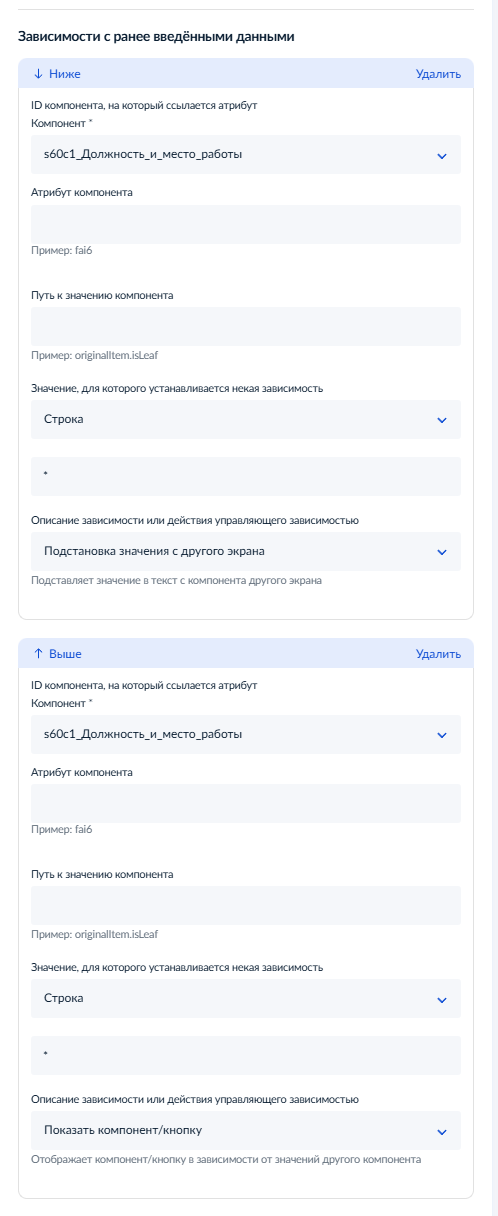 Зависимости с ранее введёнными данными
↓ Ниже Удалить
ID компонента, на который ссылается атрибут
Компонент *
s60c1_Должность_и_место_работы
Атрибут компонента
Пример: fai6
Путь к значению компонента
Пример: originalItem.isLeaf
Значение, для которого устанавливается некая зависимость
Строка
*
Описание зависимости или действия управляющего зависимостью
Подстановка значения с другого экрана
Подставляет значение в текст с компонента другого экрана
↑ Выше Удалить
ID компонента, на который ссылается атрибут
Компонент *
s60c1_Должность_и_место_работы
Атрибут компонента
Пример: fai6
Путь к значению компонента
Пример: originalItem.isLeaf
Значение, для которого устанавливается некая зависимость
Строка
*
Описание зависимости или действия управляющего зависимостью
Показать компонент/кнопку
Отображает компонент/кнопку в зависимости от значений другого компонента